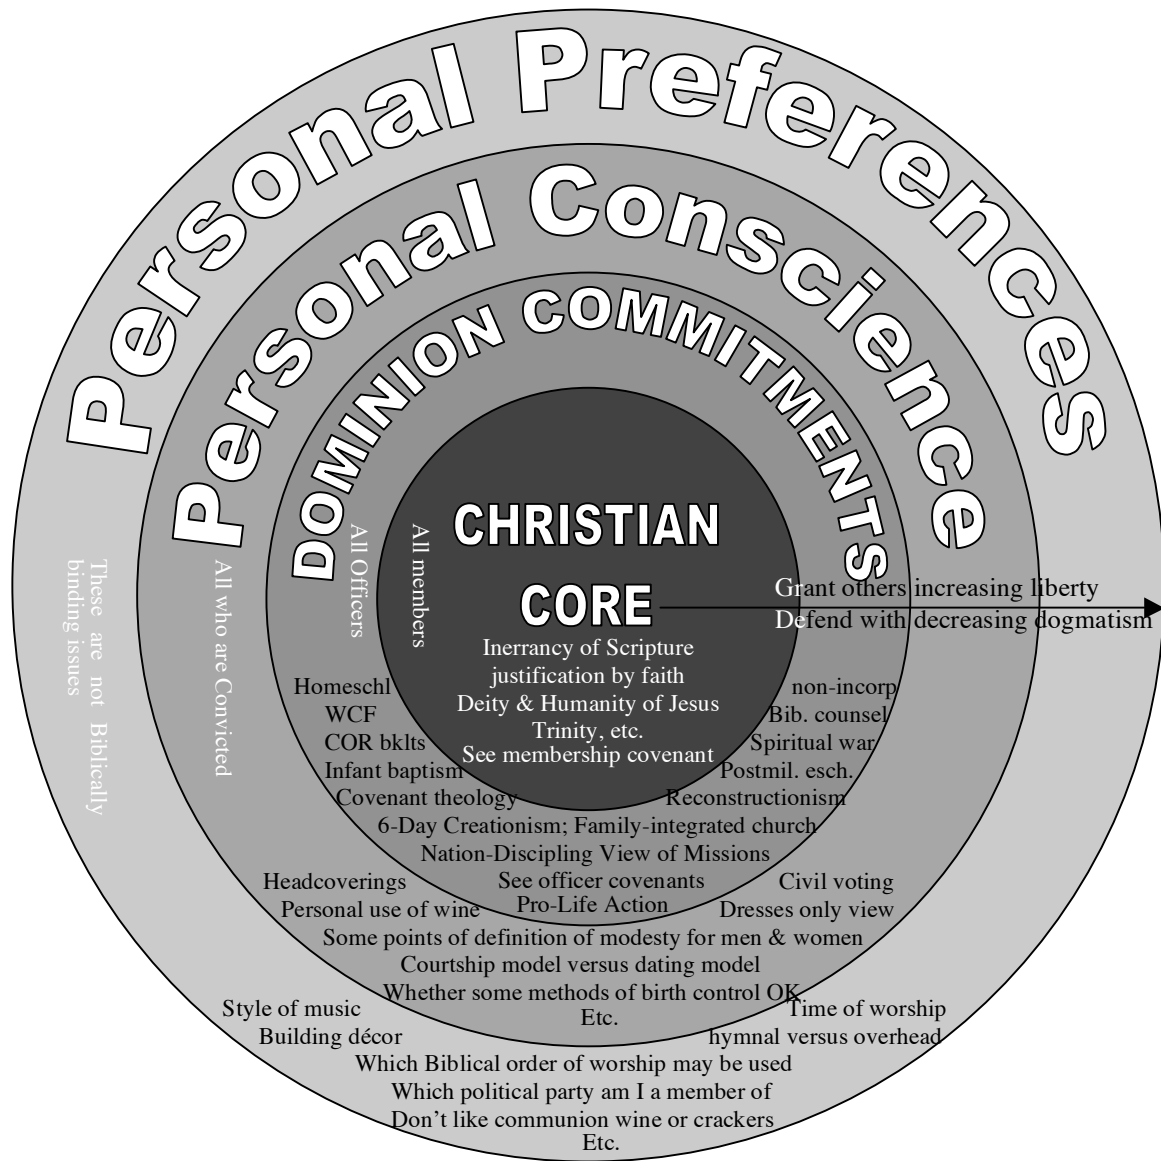 Personal Preferences
Personal Conscience
DOMINION COMMITMENTS
CHRISTIAN
CORE
Inerrancy of Scripture
justification by faith
Deity & Humanity of Jesus
Trinity, etc.
See membership covenant
All members
All Officers
All who are Convicted
These are not Biblically
binding issues
Grant others increasing liberty
Defend with decreasing dogmatism
Homeschl
WCF
COR bklts
Infant baptism
Covenant theology
non-incorp
Bib. counsel
Spiritual war
Postmil. esch.
Reconstructionism
6-Day Creationism; Family-integrated church
Nation-Discipling View of Missions
See officer covenants
Pro-Life Action
Headcoverings
Personal use of wine
Civil voting
Dresses only view
Some points of definition of modesty for men & women
Courtship model versus dating model
Whether some methods of birth control OK
Etc.
Style of music
Building décor
Time of worship
hymnal versus overhead
Which Biblical order of worship may be used
Which political party am I a member of
Don’t like communion wine or crackers
Etc.